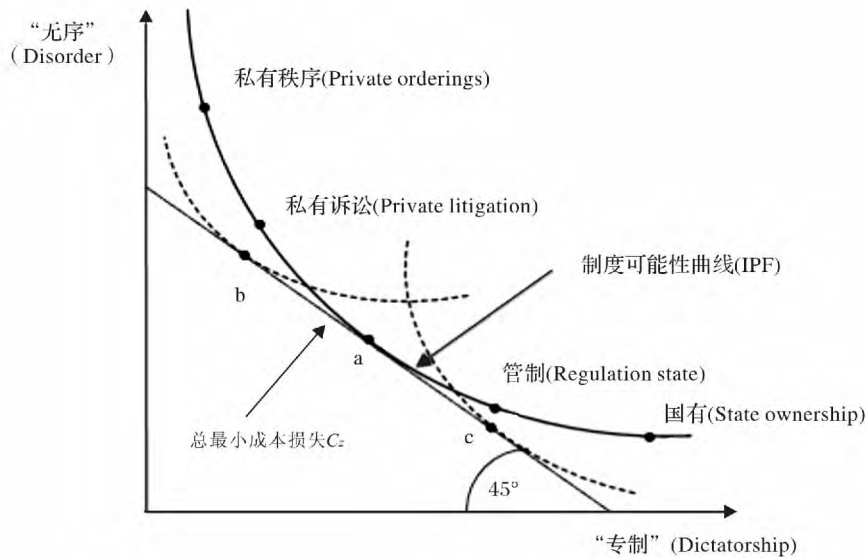 “无序”
（Disorder）
私有秩序(Private orderings)
私有诉讼(Private litigation)
制度可能性曲线(IPF)
b
a
管制(Regulation state)
国有(State ownership)
总最小成本损失Cz
c
45°
“专制” (Dictatorship)